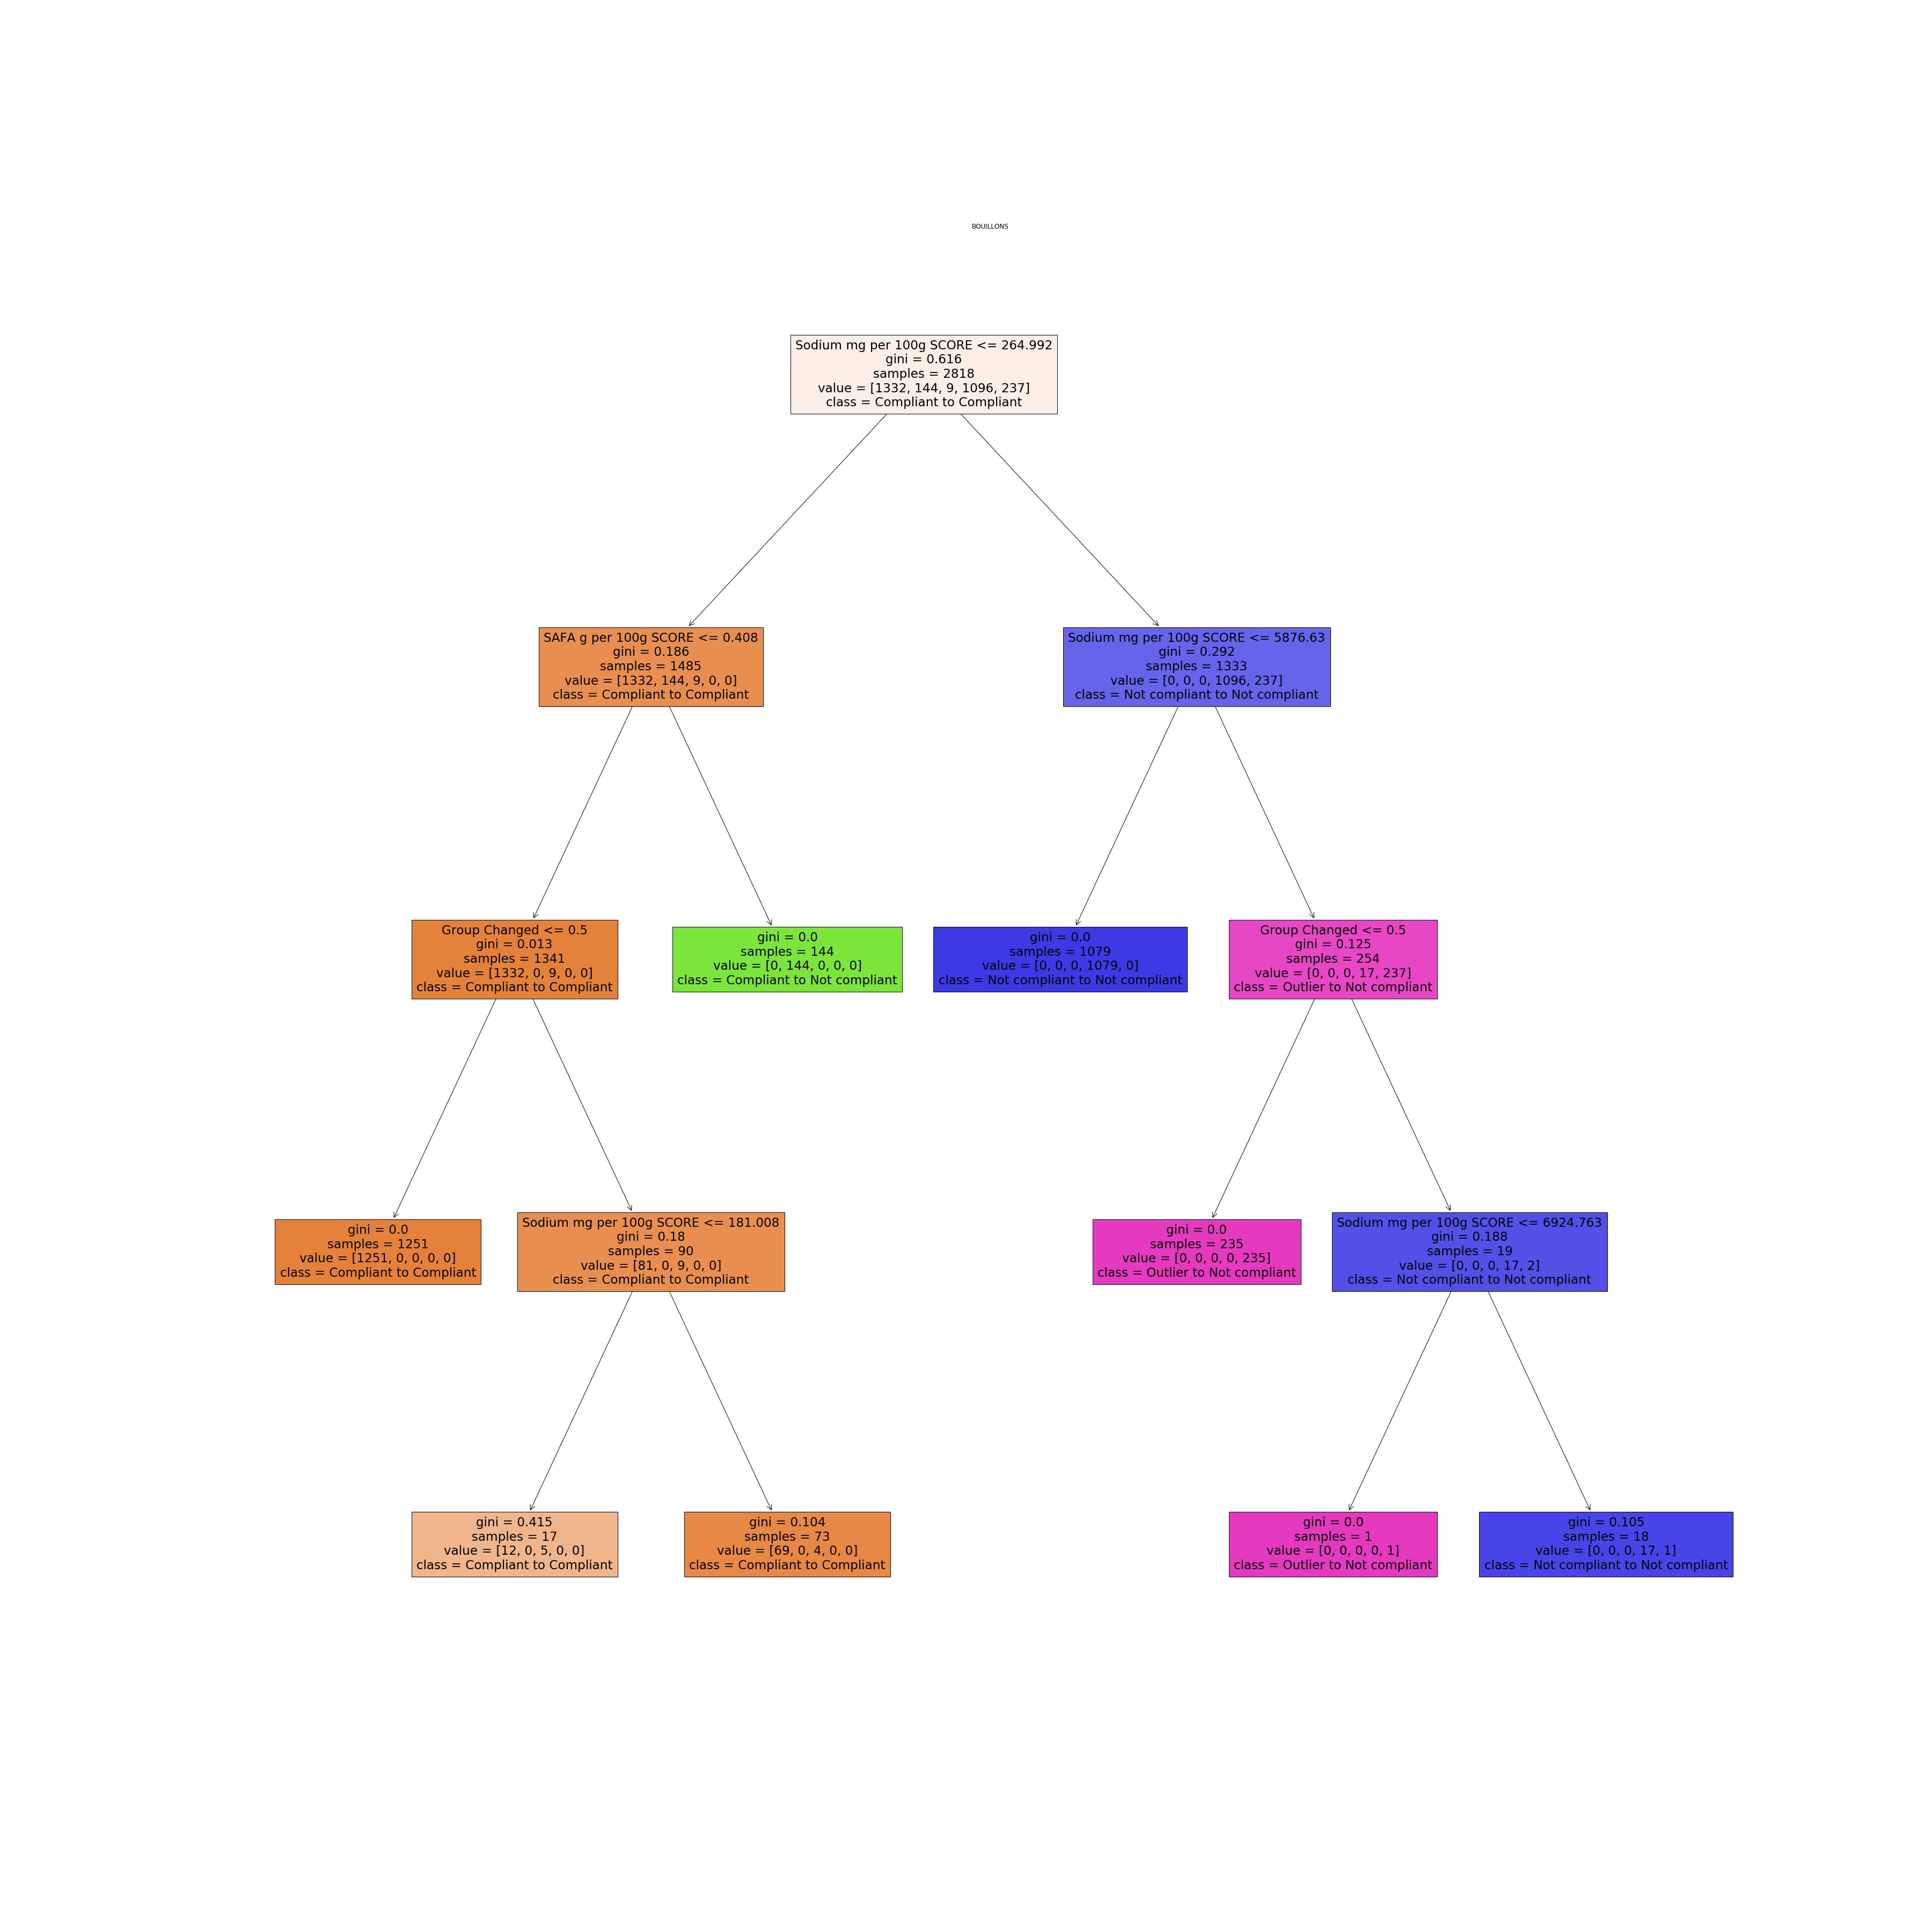 BOUILLONS
Sodium mg per 100g SCORE <= 264.992
gini = 0.616
samples = 2818
value = [1332, 144, 9, 1096, 237]
class = Compliant to Compliant
SAFA g per 100g SCORE <= 0.408
gini = 0.186
samples = 1485
value = [1332, 144, 9, 0, 0]
class = Compliant to Compliant
Sodium mg per 100g SCORE <= 5876.63
gini = 0.292
samples = 1333
value = [0, 0, 0, 1096, 237]
class = Not compliant to Not compliant
Group Changed <= 0.5
gini = 0.013
samples = 1341
value = [1332, 0, 9, 0, 0]
class = Compliant to Compliant
gini = 0.0
samples = 144
value = [0, 144, 0, 0, 0]
class = Compliant to Not compliant
gini = 0.0
samples = 1079
value = [0, 0, 0, 1079, 0]
class = Not compliant to Not compliant
Group Changed <= 0.5
gini = 0.125
samples = 254
value = [0, 0, 0, 17, 237]
class = Outlier to Not compliant
gini = 0.0
samples = 1251
value = [1251, 0, 0, 0, 0]
class = Compliant to Compliant
Sodium mg per 100g SCORE <= 181.008
gini = 0.18
samples = 90
value = [81, 0, 9, 0, 0]
class = Compliant to Compliant
gini = 0.0
samples = 235
value = [0, 0, 0, 0, 235]
class = Outlier to Not compliant
Sodium mg per 100g SCORE <= 6924.763
gini = 0.188
samples = 19
value = [0, 0, 0, 17, 2]
class = Not compliant to Not compliant
gini = 0.415
samples = 17
value = [12, 0, 5, 0, 0]
class = Compliant to Compliant
gini = 0.104
samples = 73
value = [69, 0, 4, 0, 0]
class = Compliant to Compliant
gini = 0.0
samples = 1
value = [0, 0, 0, 0, 1]
class = Outlier to Not compliant
gini = 0.105
samples = 18
value = [0, 0, 0, 17, 1]
class = Not compliant to Not compliant